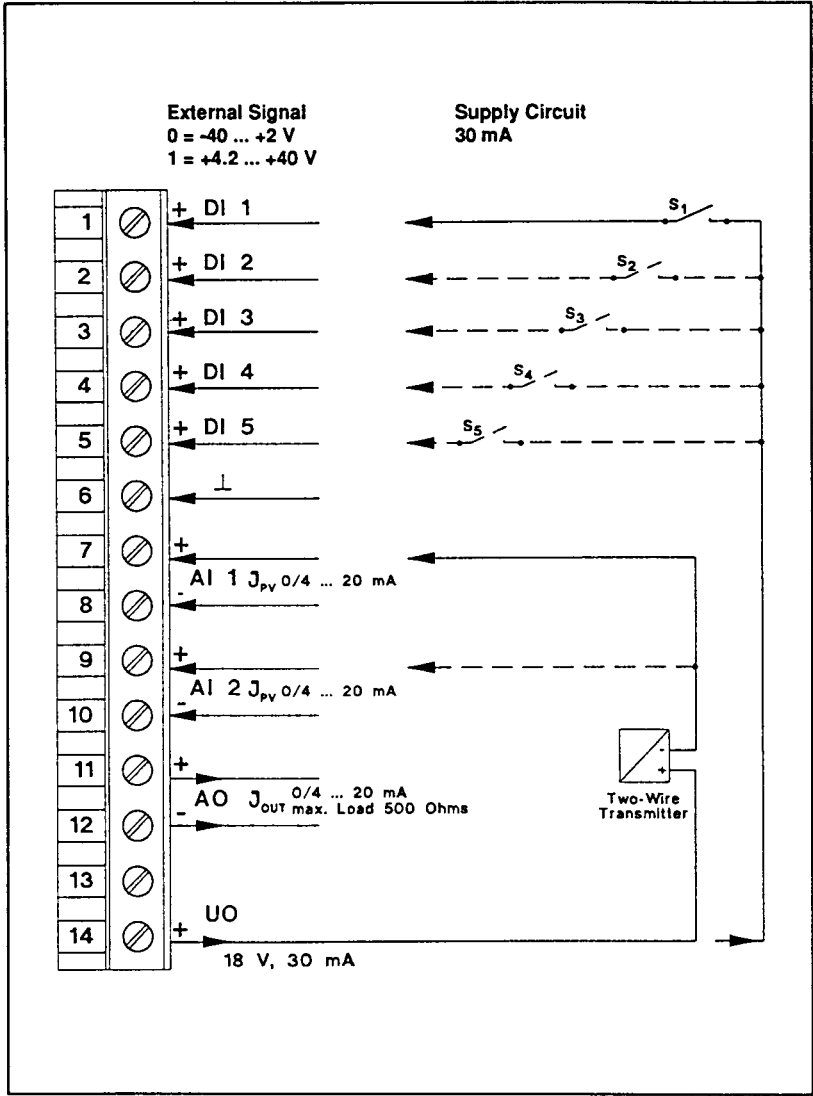 External Signal
0 = -40 ... +2 V
1 = +4.2 ... +40 V
Supply Circuit
30 mA
1 + DI 1 S1
2 + DI 2 S2
3 + DI 3 S3
4 + DI 4 S4
5 + DI 5 S5
6 ⊥
7 +
AI 1 JPV 0/4 ... 20 mA
8 -
9 +
AI 2 JPV 0/4 ... 20 mA
10 -
-
+
11 +
AO JOUT 0/4 ... 20 mA
max. Load 500 Ohms
Two-Wire
Transmitter
12 -
13
UO
14 +
18 V, 30 mA